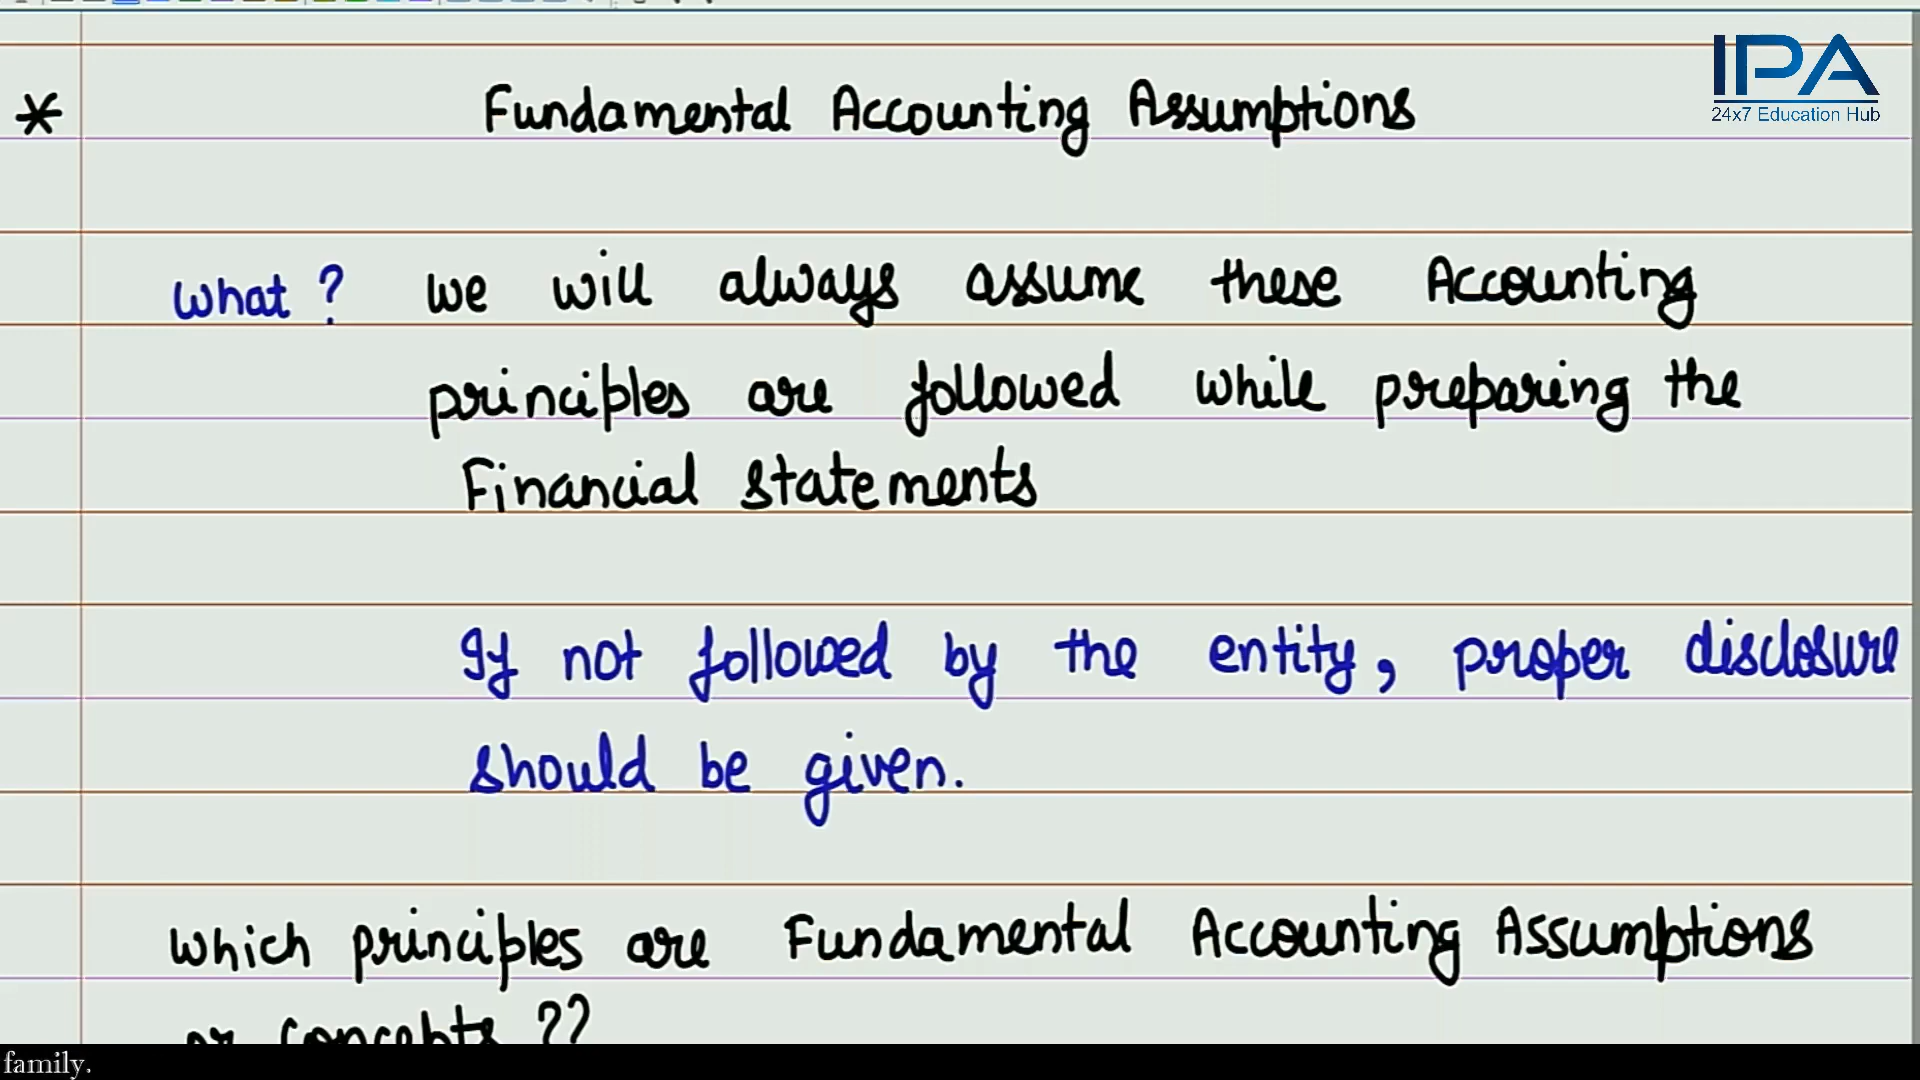 IPA
24x7 Education Hub
* Fundamental Accounting Assumptions
What? We will always assume these Accounting
principles are followed while preparing the
Financial statements
If not followed by the entity, proper disclosure
should be given.
Which principles are Fundamental Accounting Assumptions
or concepts ??
family.